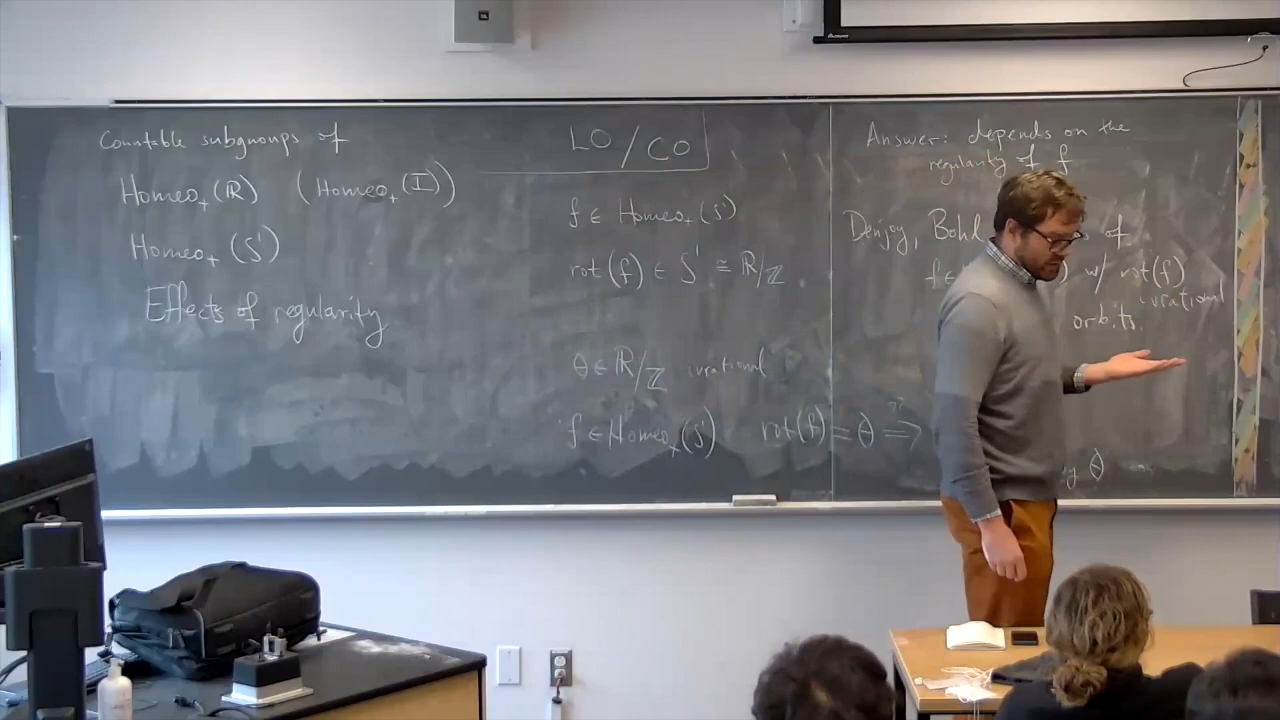 Countable subgroups of
Homeo₊(ℝ) (Homeo₊(I))
Homeo₊(S¹)
Effects of regularity
LO/CO
f ∈ Homeo₊(S¹)
rot(f) ∈ S¹ ≅ ℝ/ℤ
θ ∈ ℝ/ℤ irrational
f ∈ Homeo₊(S¹) rot(f) = θ ⇒
Answer: depends on the
regularity of f
Denjoy, Bohl of
f ∈ ) w/ rot(f)
irrational
orbits.
θ